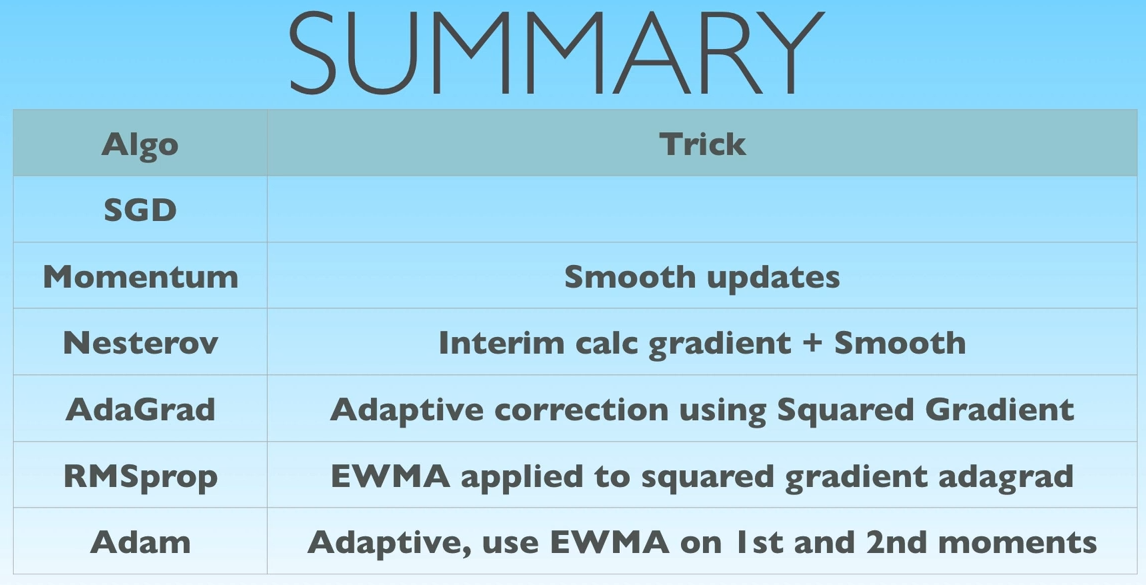 SUMMARY
Algo Trick
SGD
Momentum Smooth updates
Nesterov Interim calc gradient + Smooth
AdaGrad Adaptive correction using Squared Gradient
RMSprop EWMA applied to squared gradient adagrad
Adam Adaptive, use EWMA on 1st and 2nd moments